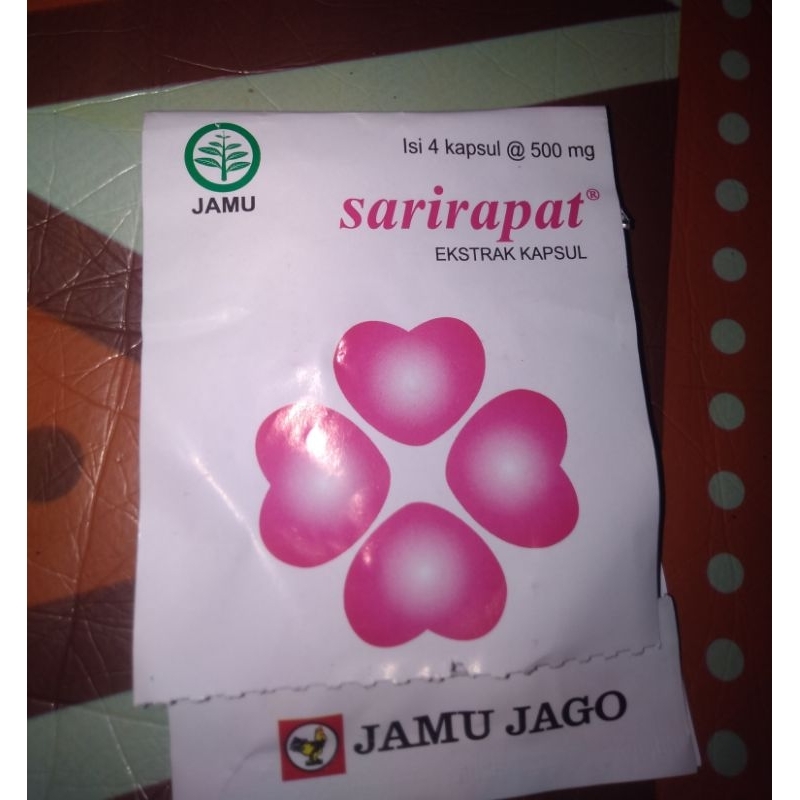 Isi 4 kapsul @ 500 mg
JAMU
sarirapat®
EKSTRAK KAPSUL
JAMU JAGO